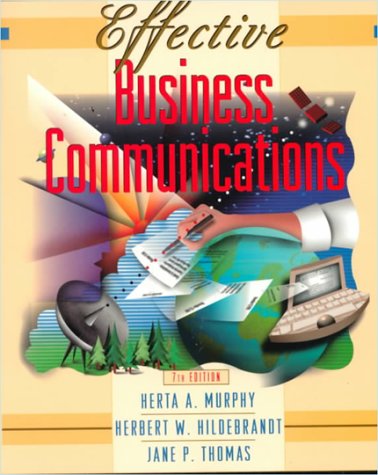 Effective
Business
Communications
7TH EDITION
HERTA A. MURPHY
HERBERT W. HILDEBRANDT
JANE P. THOMAS